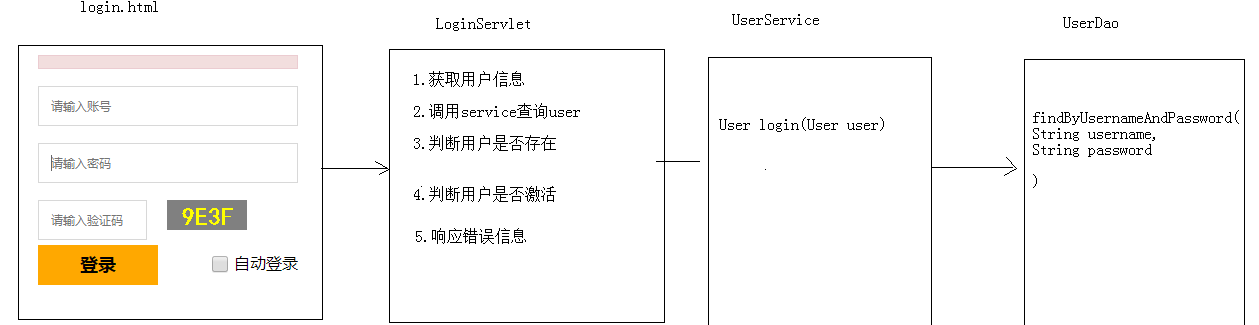 login.html
请输入账号
请输入密码
请输入验证码
9E3F
登录
自动登录
LoginServlet
1.获取用户信息
2.调用service查询user
3.判断用户是否存在
4.判断用户是否激活
5.响应错误信息
UserService
User login(User user)
UserDao
findByUsernameAndPassword(
String username,
String password
)